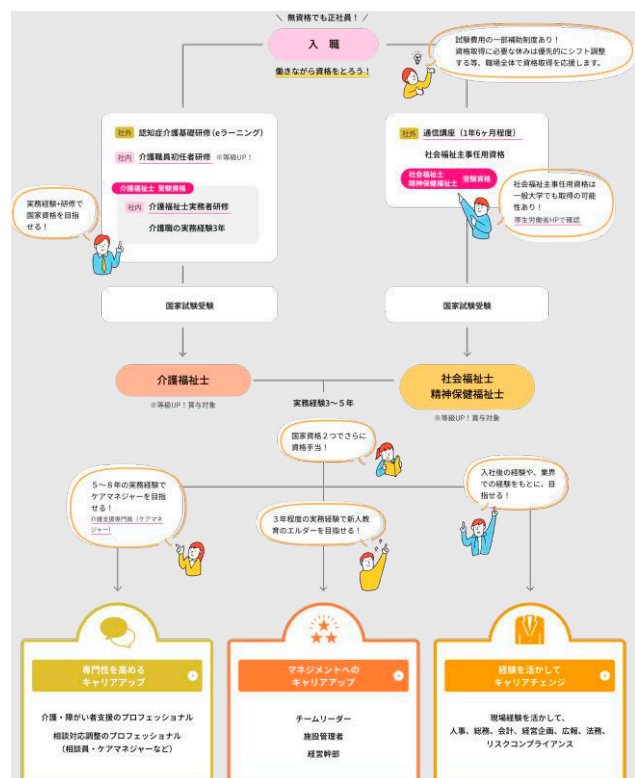 ＼ 無資格でも正社員！ ／
入 職
働きながら資格をとろう！
試験費用の一部補助制度あり！
資格取得に必要な休みは優先的にシフト調整
する等、職場全体で資格取得を応援します。
社外 認知症介護基礎研修（eラーニング）
社内 介護職員初任者研修 ※等級UP！
介護福祉士 受験資格
社内 介護福祉士実務者研修
介護職の実務経験3年
実務経験+研修で
国家資格を目指
せる！
社外 通信講座（1年6ヶ月程度）
社会福祉主事任用資格
社会福祉士
精神保健福祉士 受験資格
社会福祉主事任用資格は
一般大学でも取得の可能
性あり！
厚生労働省HPで確認
国家試験受験
国家試験受験
介護福祉士
※等級UP！賞与対象
社会福祉士
精神保健福祉士
※等級UP！賞与対象
実務経験3〜５年
国家資格２つでさらに
資格手当！
５〜８年の実務経験で
ケアマネジャーを目指
せる！
介護支援専門員（ケアマネ
ジャー）
３年程度の実務経験で新人教
育のエルダーを目指せる！
入社後の経験や、業界
での経験をもとに、目
指せる！
専門性を高める
キャリアアップ
介護・障がい者支援のプロフェッショナル
相談対応調整のプロフェッショナル
（相談員・ケアマネジャーなど）
マネジメントへの
キャリアアップ
チームリーダー
施設管理者
経営幹部
経験を活かして
キャリアチェンジ
現場経験を活かして、
人事、総務、会計、経営企画、広報、法務、
リスクコンプライアンス